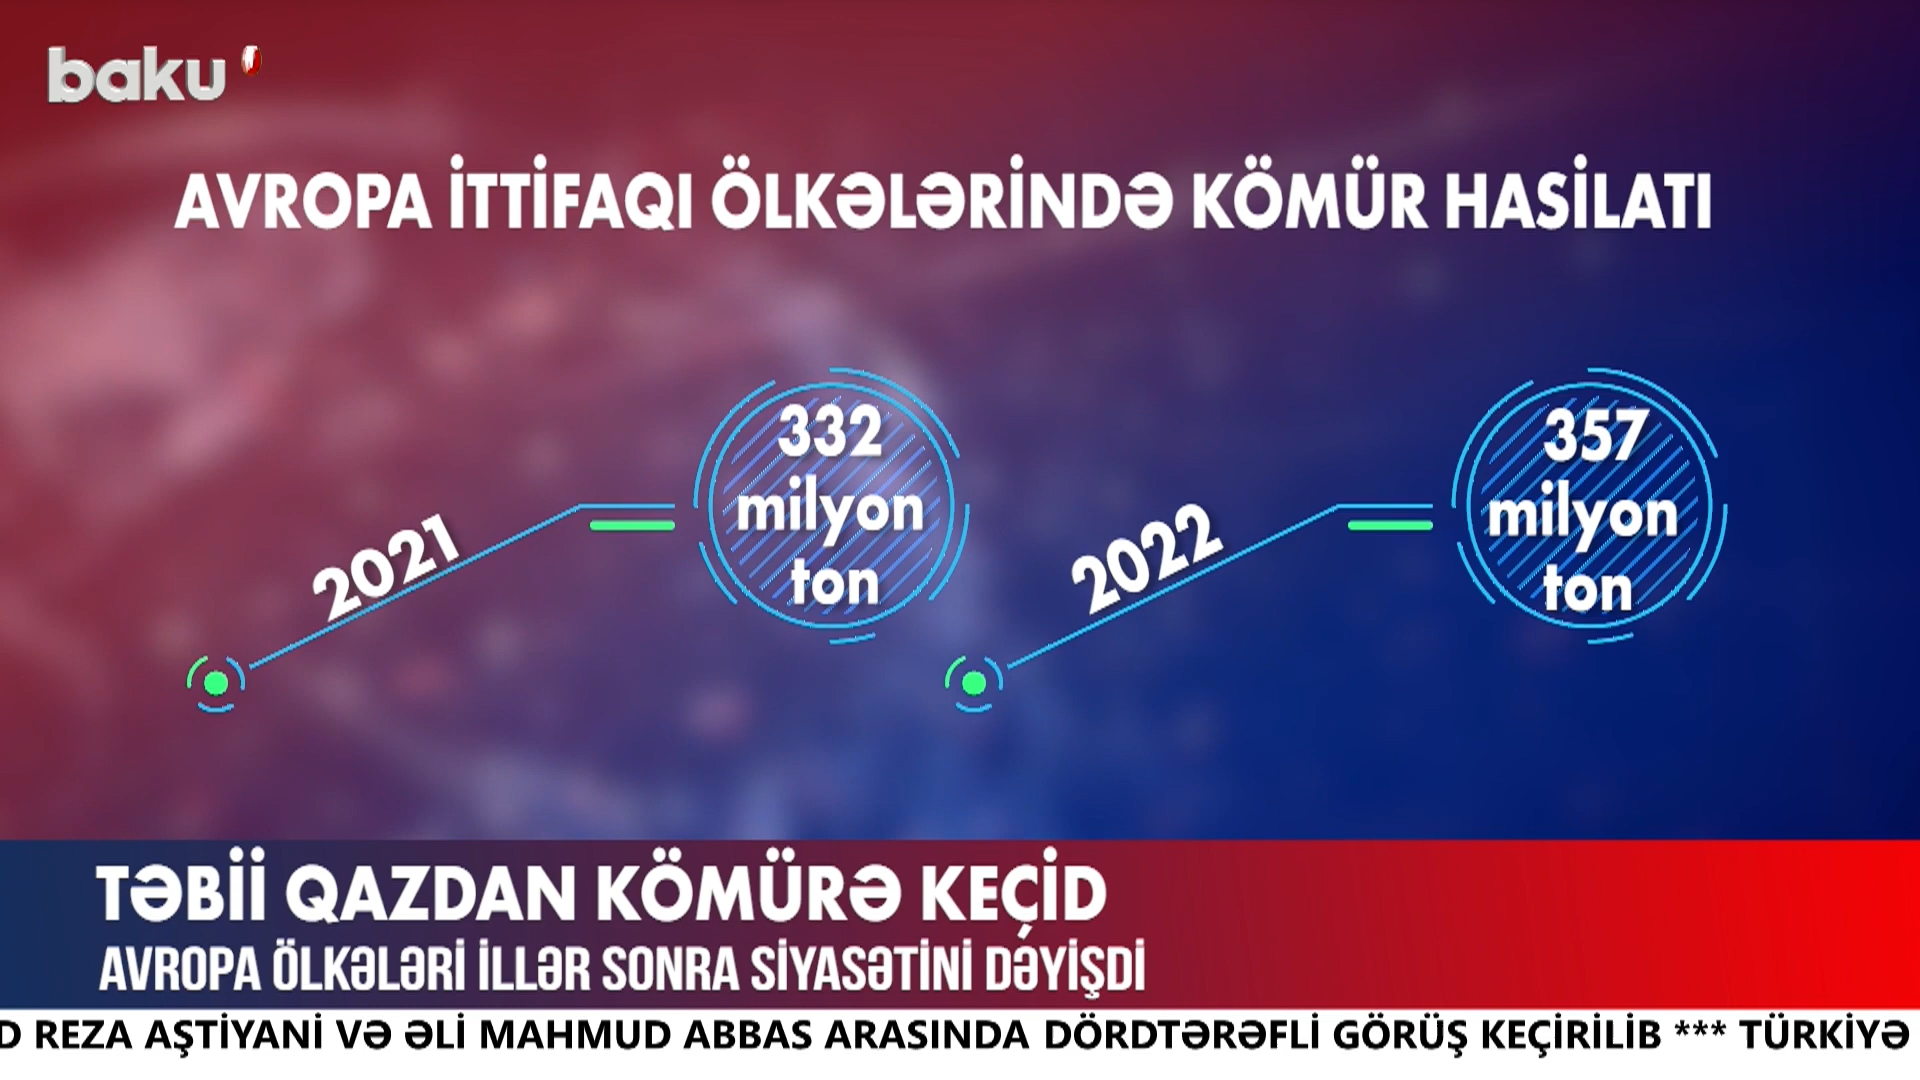 baku
AVROPA İTTİFAQI ÖLKƏLƏRİNDƏ KÖMÜR HASİLATI
2021
332
milyon
ton
2022
357
milyon
ton
TƏBİİ QAZDAN KÖMÜRƏ KEÇİD
AVROPA ÖLKƏLƏRİ İLLƏR SONRA SİYASƏTİNİ DƏYİŞDİ
D REZA AŞTİYANİ VƏ ƏLİ MAHMUD ABBAS ARASINDA DÖRDTƏRƏFLİ GÖRÜŞ KEÇİRİLİB *** TÜRKİYƏ